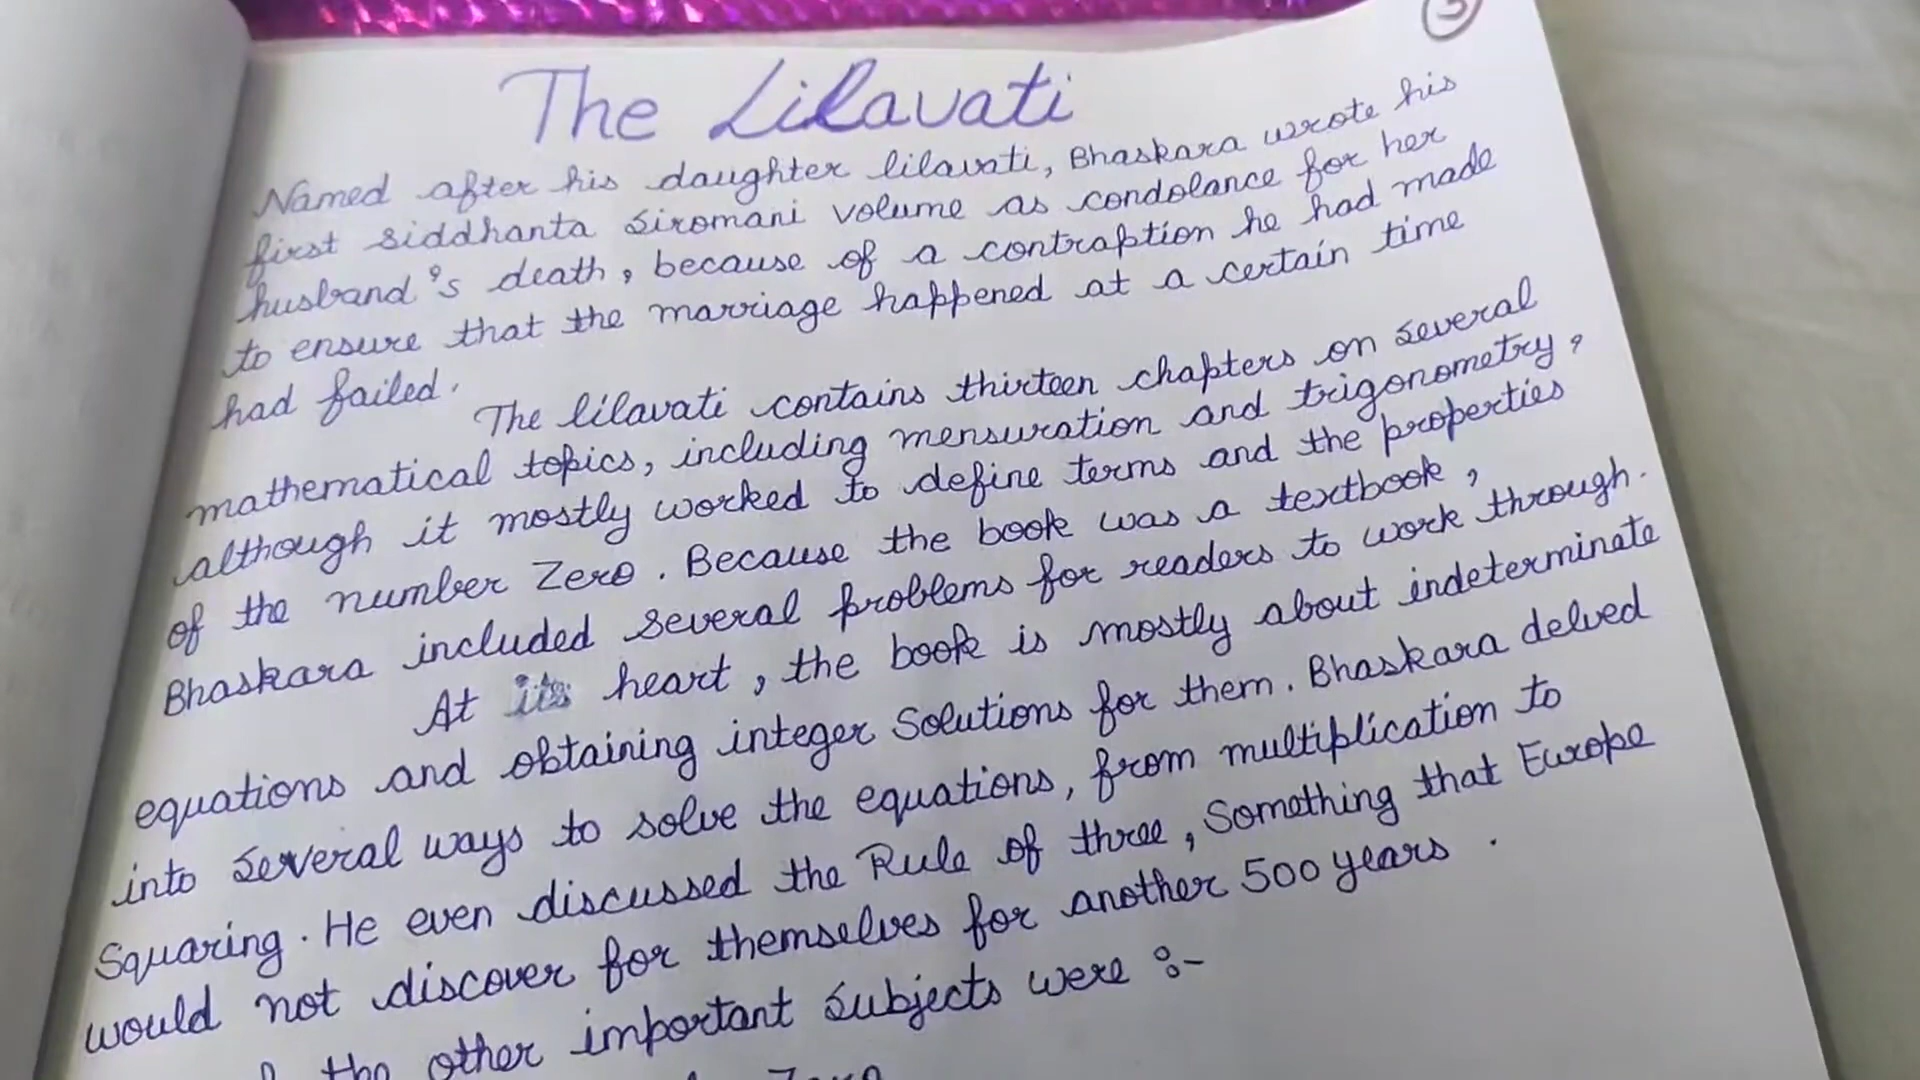 3
The Lilavati
Named after his daughter lilavati, Bhaskara wrote his
first siddhanta siromani volume as condolance for her
husband's death, because of a contraption he had made
to ensure that the marriage happened at a certain time
had failed.
The lilavati contains thirteen chapters on several
mathematical topics, including mensuration and trigonometry,
although it mostly worked to define terms and the properties
of the number Zero. Because the book was a textbook,
Bhaskara included several problems for readers to work through.
At its heart, the book is mostly about indeterminate
equations and obtaining integer Solutions for them. Bhaskara delved
into several ways to solve the equations, from multiplication to
Squaring. He even discussed the Rule of three, Something that Europe
would not discover for themselves for another 500 years.
the other important subjects were :-
Zero